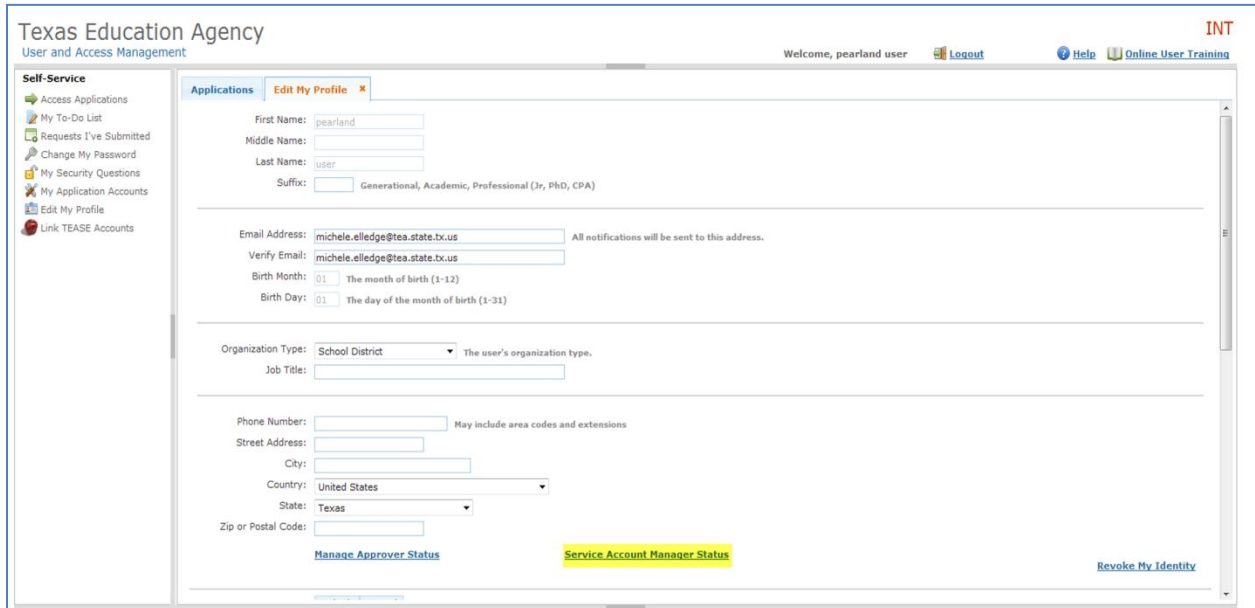 Texas Education Agency
INT
User and Access Management
Welcome, pearland user Logout Help Online User Training
Self-Service
Access Applications
My To-Do List
Requests I've Submitted
Change My Password
My Security Questions
My Application Accounts
Edit My Profile
Link TEASE Accounts
Applications Edit My Profile x
First Name: pearland
Middle Name:
Last Name: user
Suffix: Generational, Academic, Professional (Jr, PhD, CPA)
Email Address: michele.elledge@tea.state.tx.us All notifications will be sent to this address.
Verify Email: michele.elledge@tea.state.tx.us
Birth Month: 01 The month of birth (1-12)
Birth Day: 01 The day of the month of birth (1-31)
Organization Type: School District The user's organization type.
Job Title:
Phone Number: May include area codes and extensions
Street Address:
City:
Country: United States
State: Texas
Zip or Postal Code:
Manage Approver Status Service Account Manager Status
Revoke My Identity